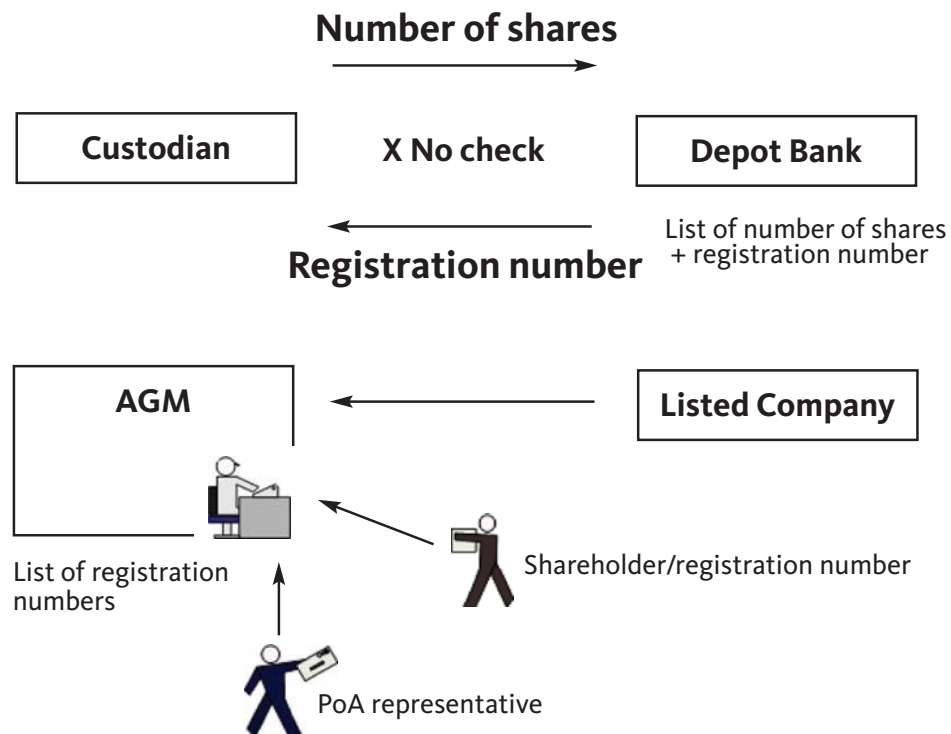 Number of shares
Custodian
X No check
Depot Bank
List of number of shares
+ registration number
Registration number
AGM
Listed Company
Shareholder/registration number
List of registration
numbers
PoA representative